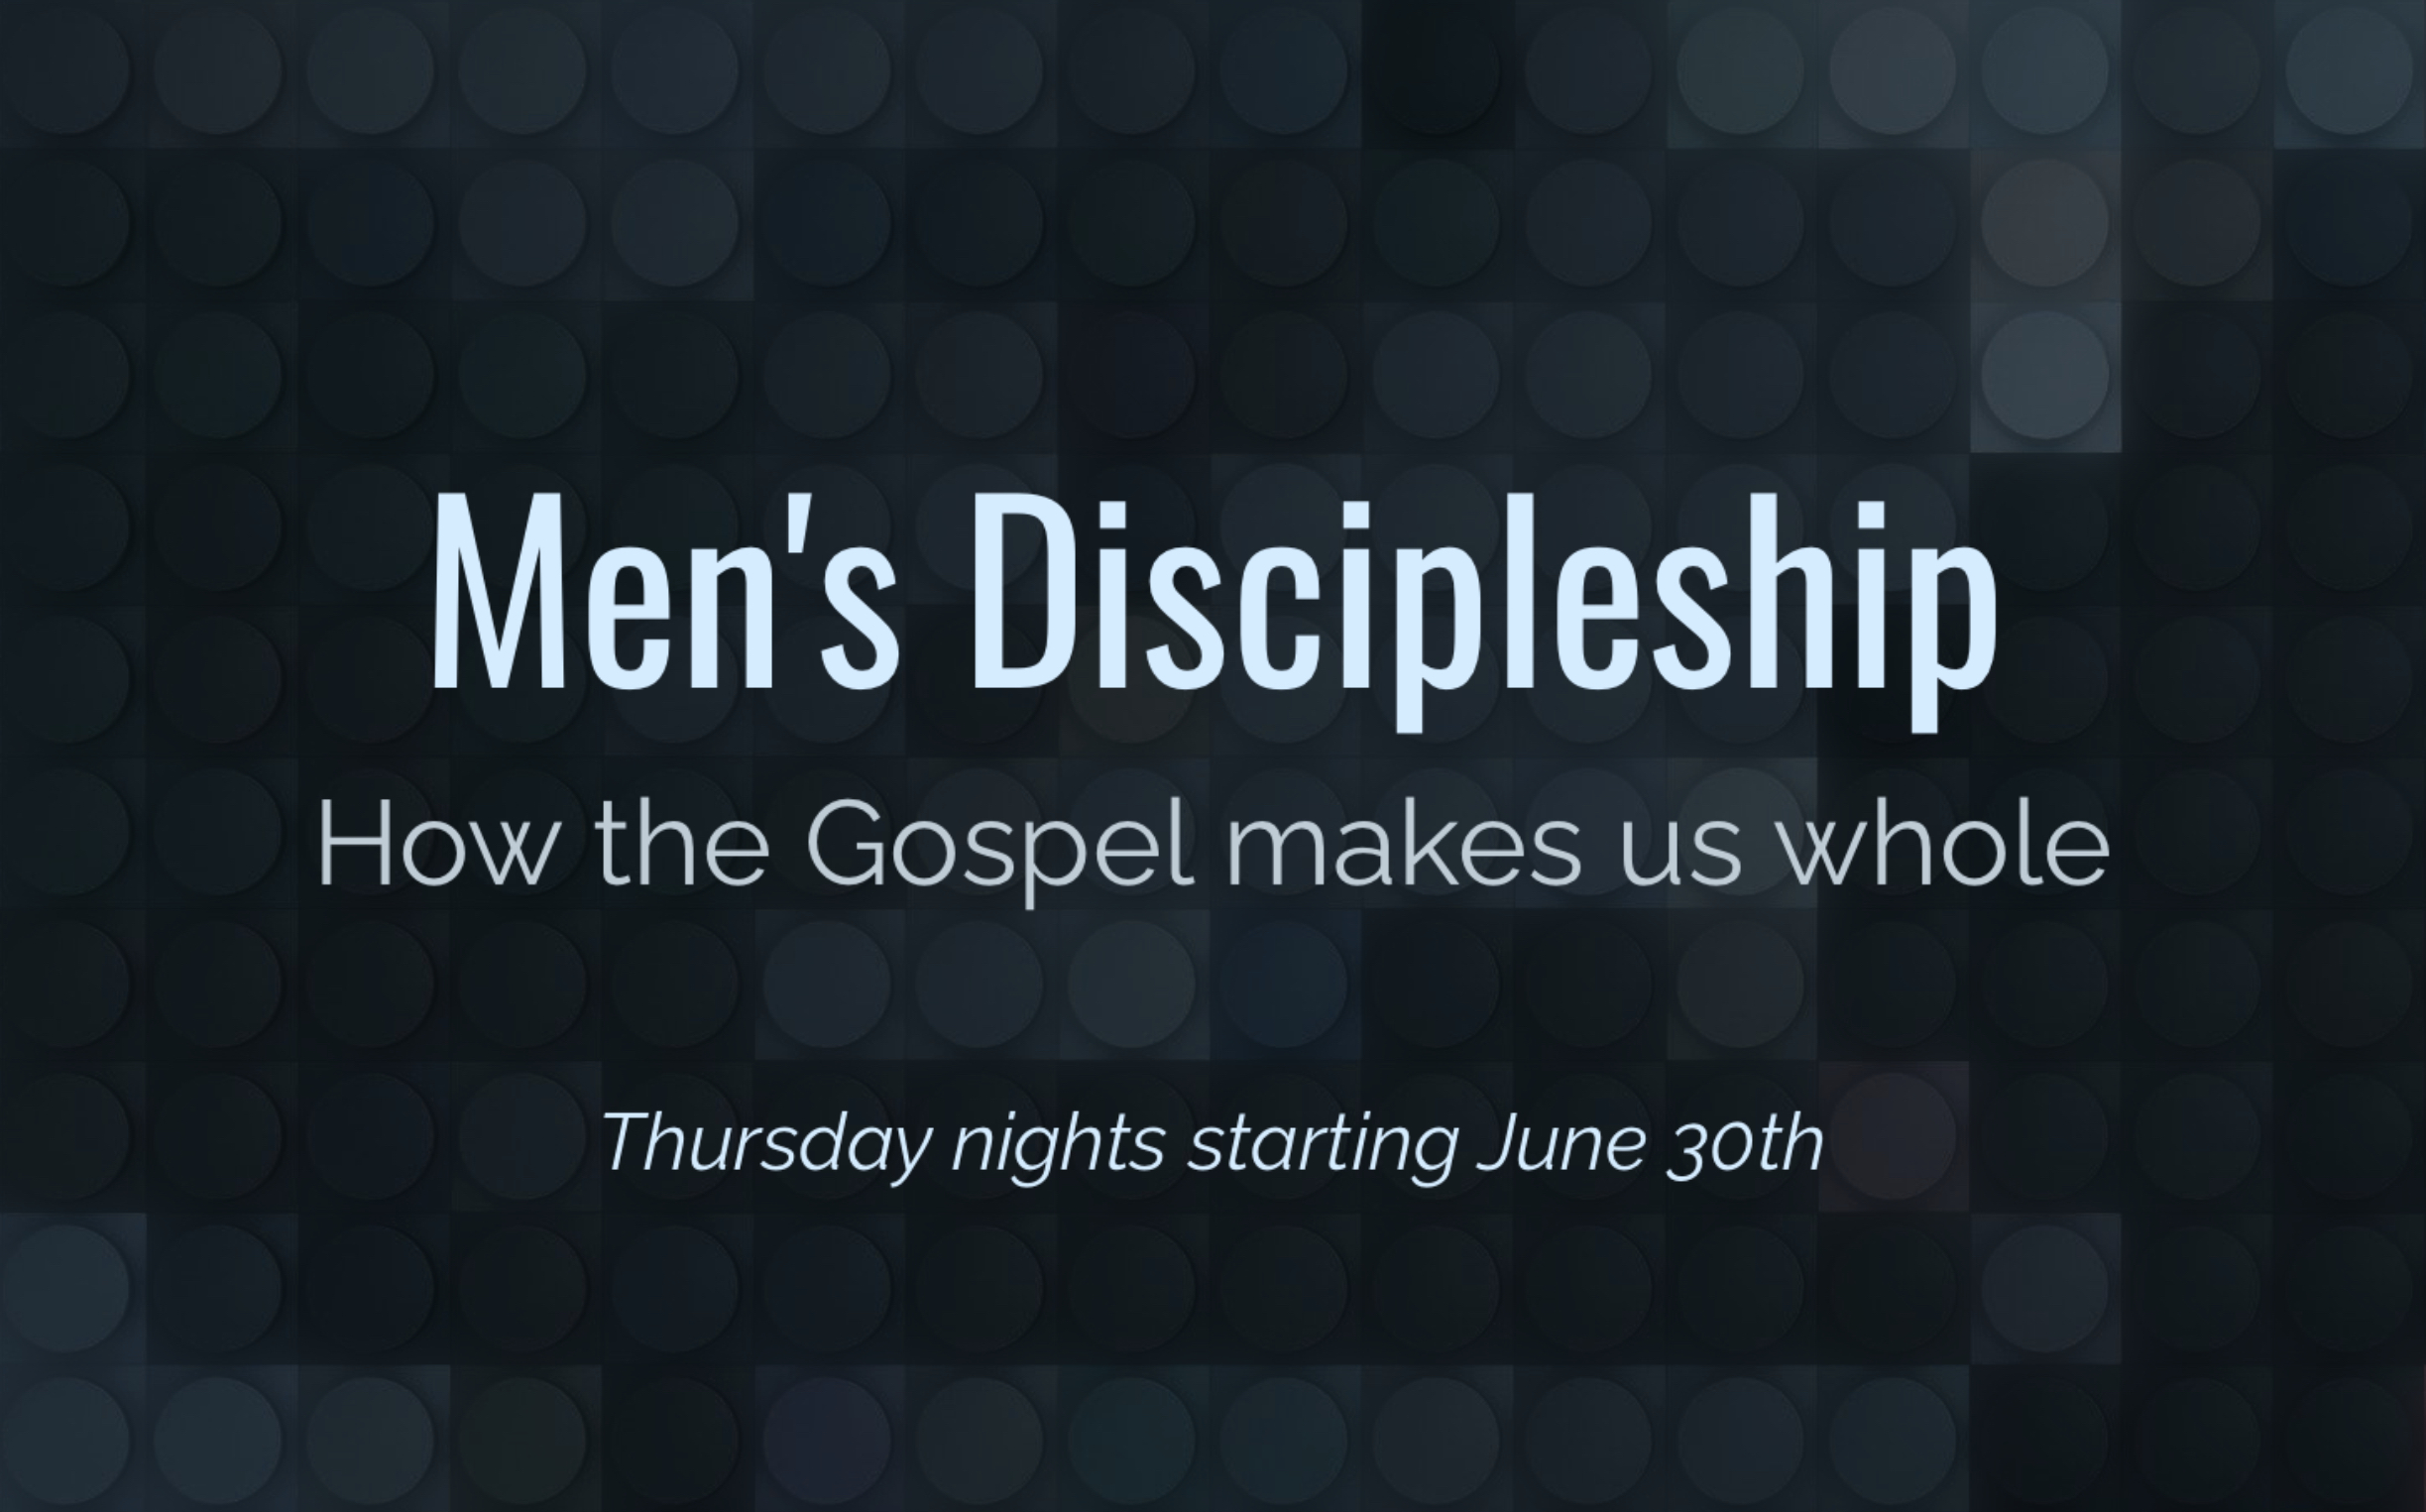 Men's Discipleship
How the Gospel makes us whole
Thursday nights starting June 30th